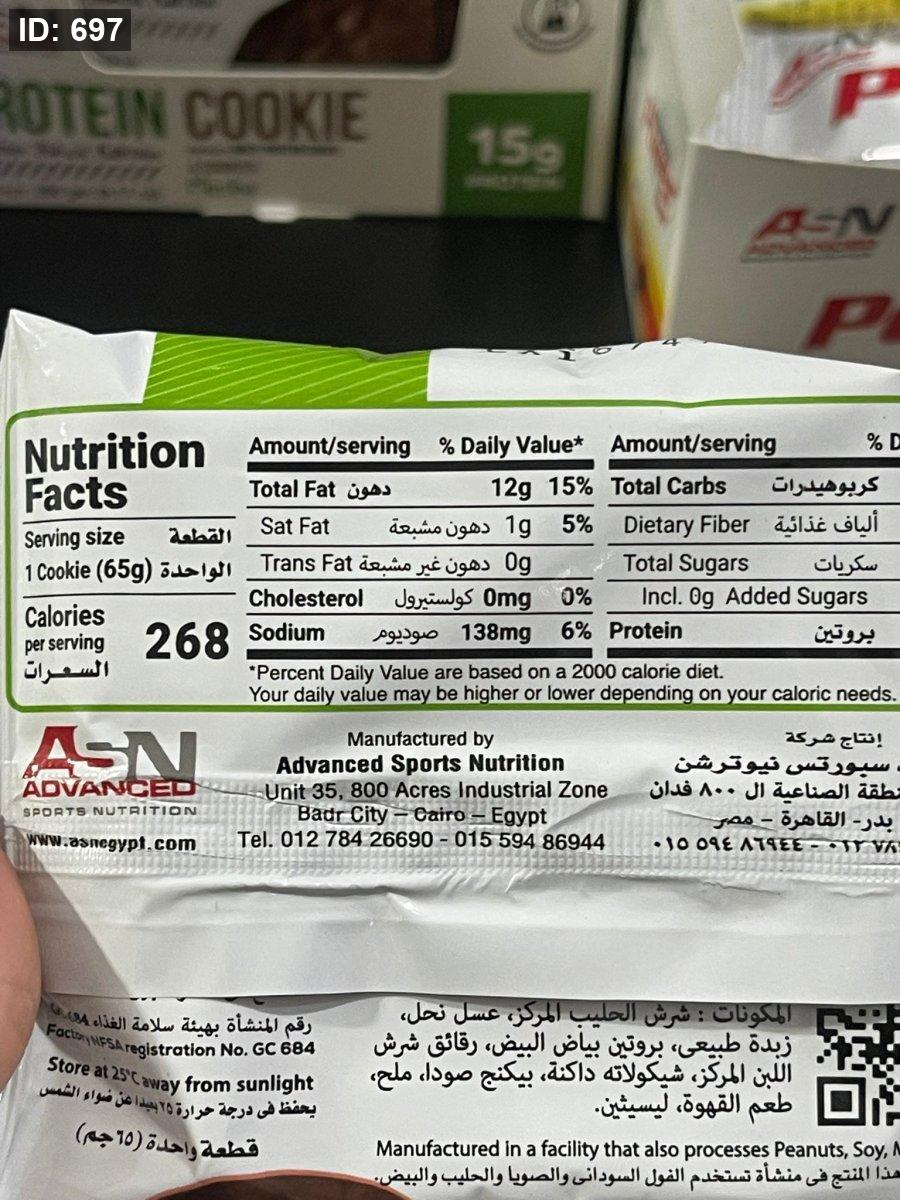 ID: 697
PROTEIN COOKIE
15g
PROTEIN
ASN
Nutrition Facts
Serving size القطعة
1 Cookie (65g) الواحدة
Calories per serving 268
السعرات
Amount/serving % Daily Value*
Total Fat دهون 12g 15%
Sat Fat دهون مشبعة 1g 5%
Trans Fat دهون غير مشبعة 0g
Cholesterol كولستيرول 0mg 0%
Sodium صوديوم 138mg 6%
Amount/serving % D
Total Carbs كربوهيدرات
Dietary Fiber ألياف غذائية
Total Sugars سكريات
Incl. 0g Added Sugars
Protein بروتين
*Percent Daily Value are based on a 2000 calorie diet.
Your daily value may be higher or lower depending on your caloric needs.
ASN
ADVANCED
SPORTS NUTRITION
www.asnegypt.com
Manufactured by
Advanced Sports Nutrition
Unit 35, 800 Acres Industrial Zone
Badr City – Cairo – Egypt
Tel. 012 784 26690 - 015 594 86944
إنتاج شركة
سبورتس نيوترشن
الصناعية ال ٨٠٠ فدان
بدر- القاهرة - مصر
٠١٥ ٥٩٤ ٨٦٩٤٤ -
رقم المنشأة بهيئة سلامة الغذاء
Factory NFSA registration No. GC 684
Store at 25°C away from sunlight
يحفظ فى درجة حرارة ٢٥ بعيدا عن ضواء الشمس
قطعة واحدة (٦٥ جم)
المكونات : شرش الحليب المركز، عسل نحل،
زبدة طبيعى، بروتين بياض البيض، رقائق شرش
اللبن المركز، شيكولاته داكنة، بيكنج صودا، ملح،
طعم القهوة، ليسيثين.
Manufactured in a facility that also processes Peanuts, Soy,
هذا المنتج فى منشأة تستخدم الفول السودانى والصويا والحليب والبيض.